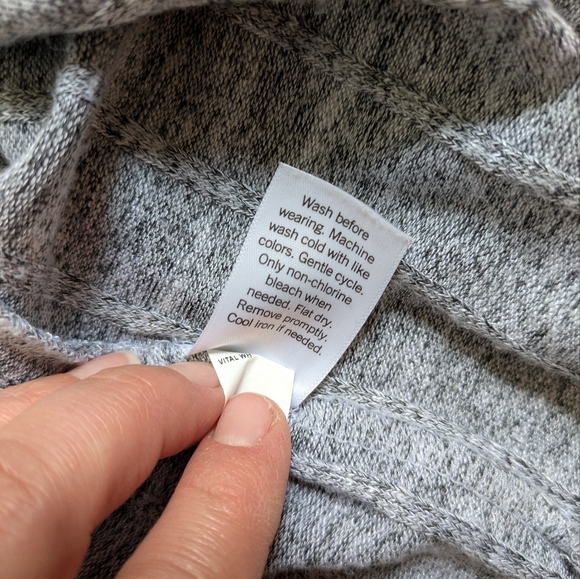 Wash before
wearing. Machine
wash cold with like
colors. Gentle cycle.
Only non-chlorine
bleach when
needed. Flat dry.
Remove promptly.
Cool iron if needed.
VITAL